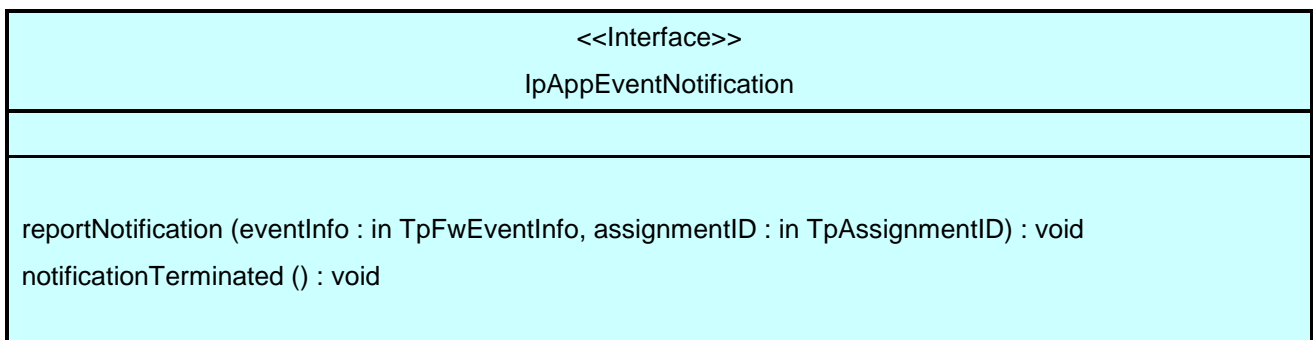 <<Interface>>
IpAppEventNotification
reportNotification (eventInfo : in TpFwEventInfo, assignmentID : in TpAssignmentID) : void
notificationTerminated () : void